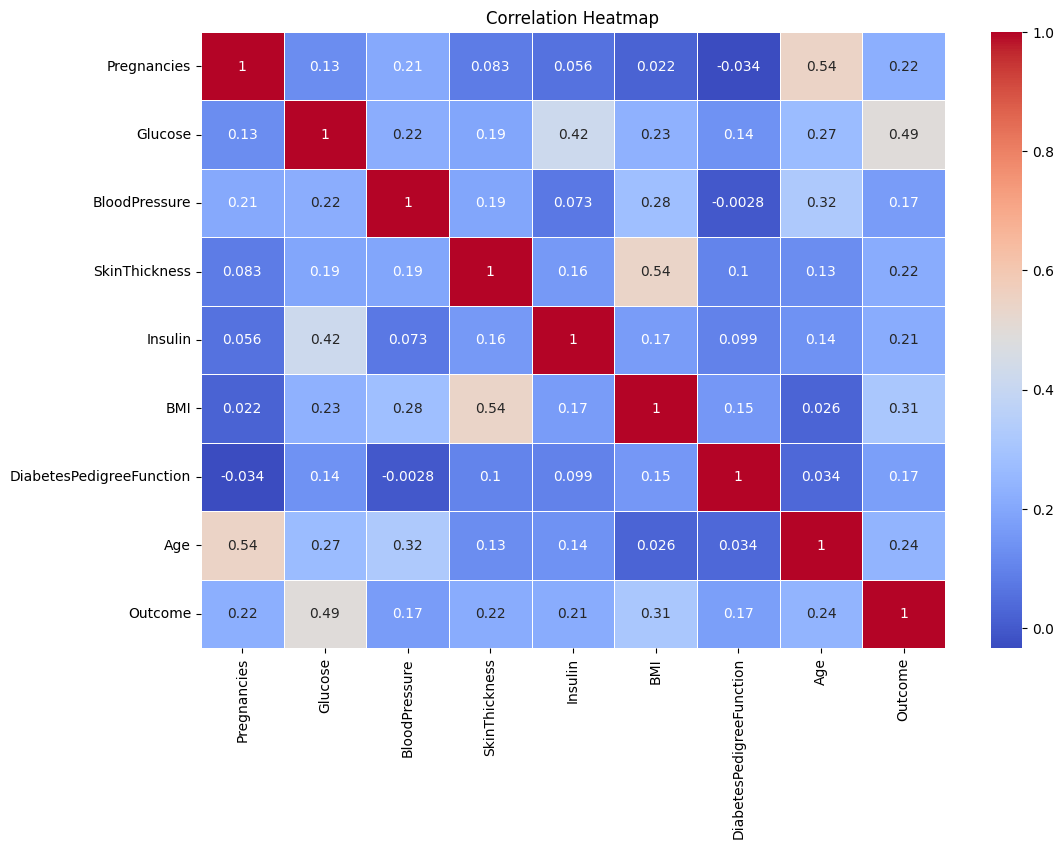 Correlation Heatmap
Pregnancies 1 0.13 0.21 0.083 0.056 0.022 -0.034 0.54 0.22
Glucose 0.13 1 0.22 0.19 0.42 0.23 0.14 0.27 0.49
BloodPressure 0.21 0.22 1 0.19 0.073 0.28 -0.0028 0.32 0.17
SkinThickness 0.083 0.19 0.19 1 0.16 0.54 0.1 0.13 0.22
Insulin 0.056 0.42 0.073 0.16 1 0.17 0.099 0.14 0.21
BMI 0.022 0.23 0.28 0.54 0.17 1 0.15 0.026 0.31
DiabetesPedigreeFunction -0.034 0.14 -0.0028 0.1 0.099 0.15 1 0.034 0.17
Age 0.54 0.27 0.32 0.13 0.14 0.026 0.034 1 0.24
Outcome 0.22 0.49 0.17 0.22 0.21 0.31 0.17 0.24 1
Pregnancies
Glucose
BloodPressure
SkinThickness
Insulin
BMI
DiabetesPedigreeFunction
Age
Outcome
1.0
0.8
0.6
0.4
0.2
0.0